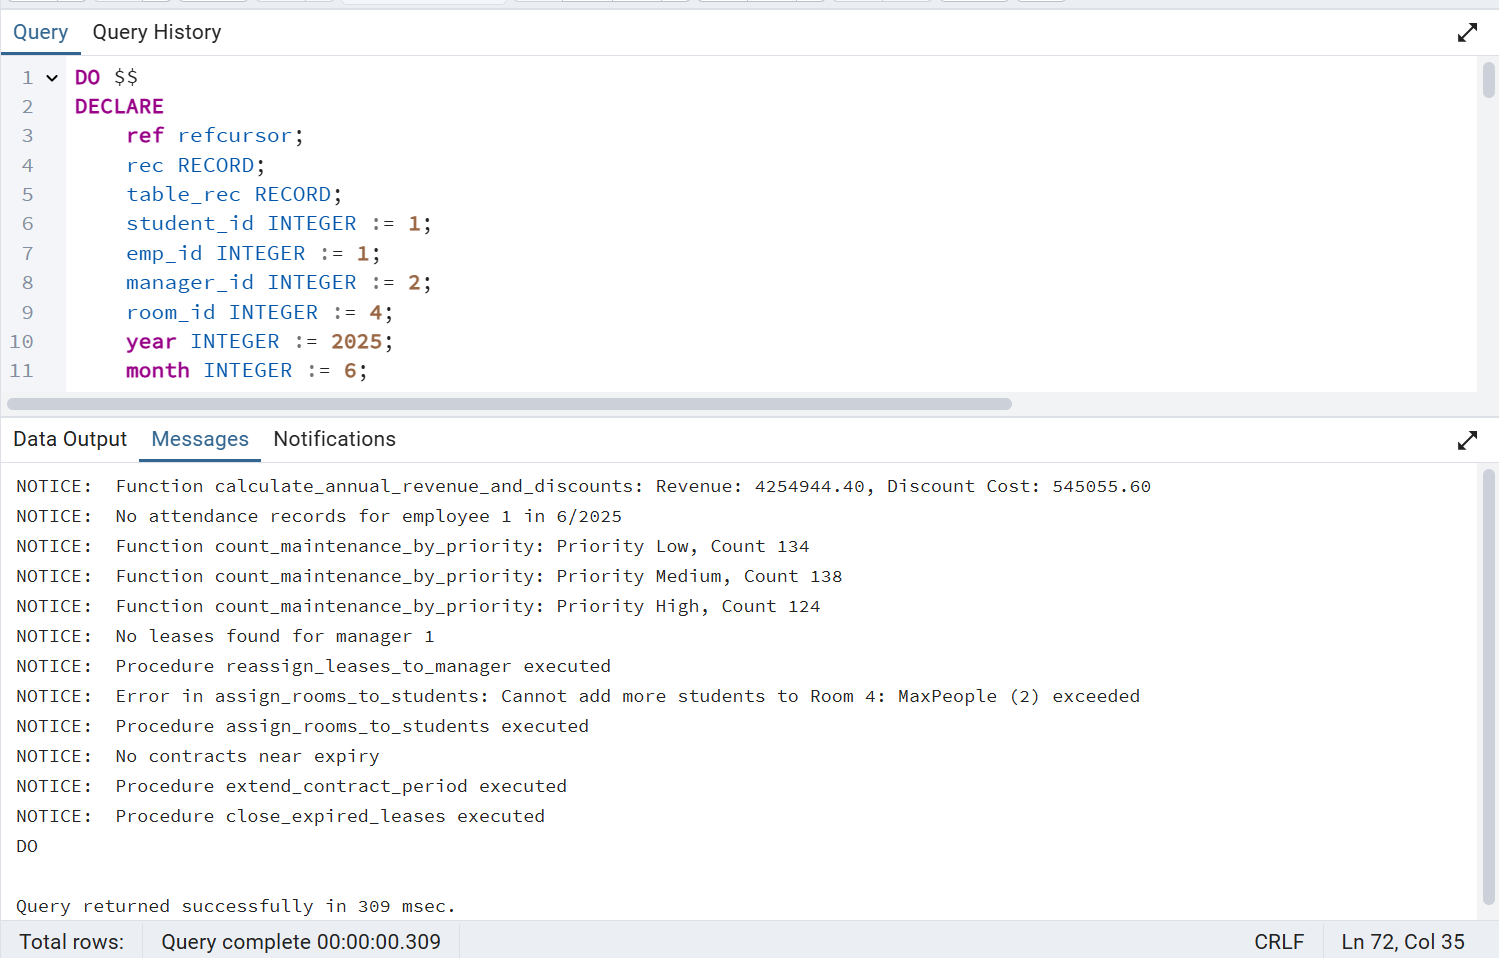 Query Query History
1 DO $$
2 DECLARE
3 ref refcursor;
4 rec RECORD;
5 table_rec RECORD;
6 student_id INTEGER := 1;
7 emp_id INTEGER := 1;
8 manager_id INTEGER := 2;
9 room_id INTEGER := 4;
10 year INTEGER := 2025;
11 month INTEGER := 6;
Data Output Messages Notifications
NOTICE:  Function calculate_annual_revenue_and_discounts: Revenue: 4254944.40, Discount Cost: 545055.60
NOTICE:  No attendance records for employee 1 in 6/2025
NOTICE:  Function count_maintenance_by_priority: Priority Low, Count 134
NOTICE:  Function count_maintenance_by_priority: Priority Medium, Count 138
NOTICE:  Function count_maintenance_by_priority: Priority High, Count 124
NOTICE:  No leases found for manager 1
NOTICE:  Procedure reassign_leases_to_manager executed
NOTICE:  Error in assign_rooms_to_students: Cannot add more students to Room 4: MaxPeople (2) exceeded
NOTICE:  Procedure assign_rooms_to_students executed
NOTICE:  No contracts near expiry
NOTICE:  Procedure extend_contract_period executed
NOTICE:  Procedure close_expired_leases executed
DO
Query returned successfully in 309 msec.
Total rows: Query complete 00:00:00.309 CRLF Ln 72, Col 35